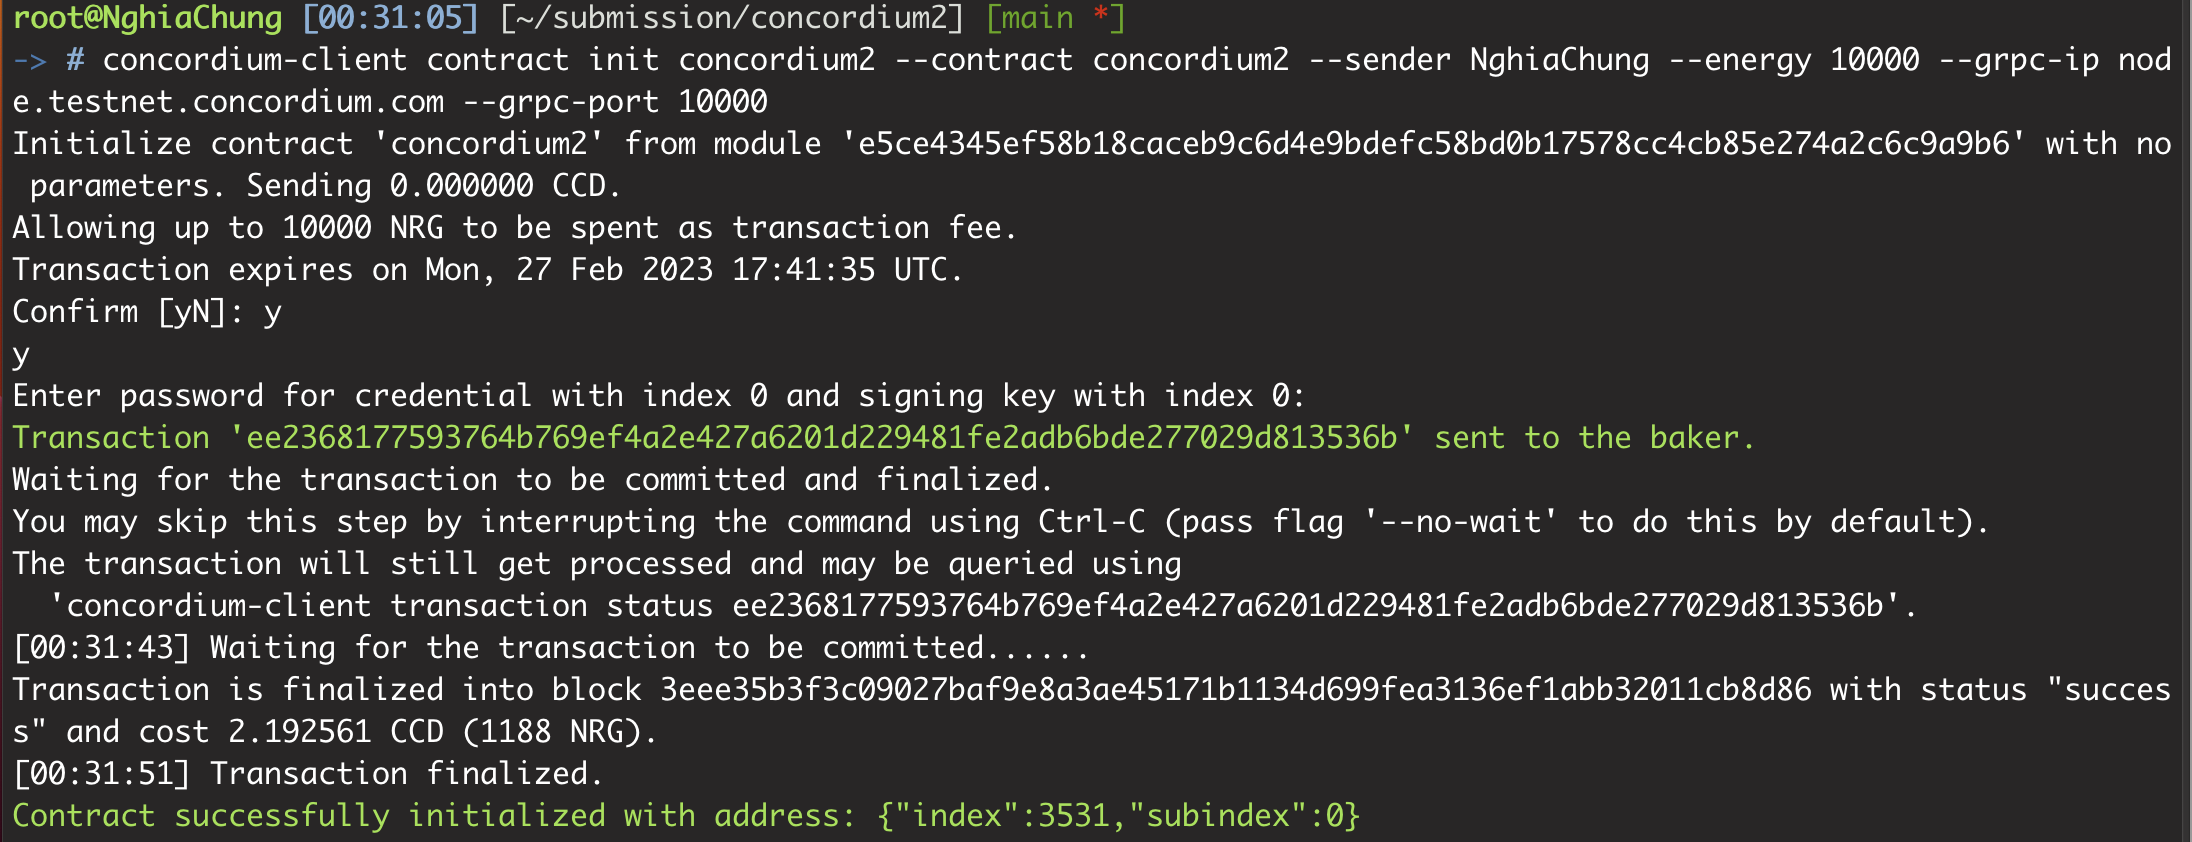 root@NghiaChung [00:31:05] [~/submission/concordium2] [main *]
-> # concordium-client contract init concordium2 --contract concordium2 --sender NghiaChung --energy 10000 --grpc-ip nod
e.testnet.concordium.com --grpc-port 10000
Initialize contract 'concordium2' from module 'e5ce4345ef58b18caceb9c6d4e9bdefc58bd0b17578cc4cb85e274a2c6c9a9b6' with no
 parameters. Sending 0.000000 CCD.
Allowing up to 10000 NRG to be spent as transaction fee.
Transaction expires on Mon, 27 Feb 2023 17:41:35 UTC.
Confirm [yN]: y
y
Enter password for credential with index 0 and signing key with index 0:
Transaction 'ee2368177593764b769ef4a2e427a6201d229481fe2adb6bde277029d813536b' sent to the baker.
Waiting for the transaction to be committed and finalized.
You may skip this step by interrupting the command using Ctrl-C (pass flag '--no-wait' to do this by default).
The transaction will still get processed and may be queried using
  'concordium-client transaction status ee2368177593764b769ef4a2e427a6201d229481fe2adb6bde277029d813536b'.
[00:31:43] Waiting for the transaction to be committed......
Transaction is finalized into block 3eee35b3f3c09027baf9e8a3ae45171b1134d699fea3136ef1abb32011cb8d86 with status "succes
s" and cost 2.192561 CCD (1188 NRG).
[00:31:51] Transaction finalized.
Contract successfully initialized with address: {"index":3531,"subindex":0}